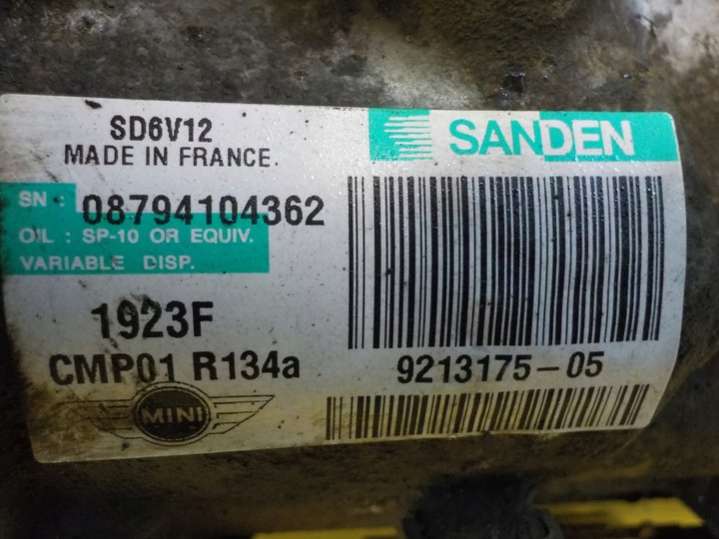 SD6V12
MADE IN FRANCE.
SANDEN
SN : 08794104362
OIL : SP-10 OR EQUIV.
VARIABLE DISP.
1923F
CMP01 R134a
9213175-05
MINI